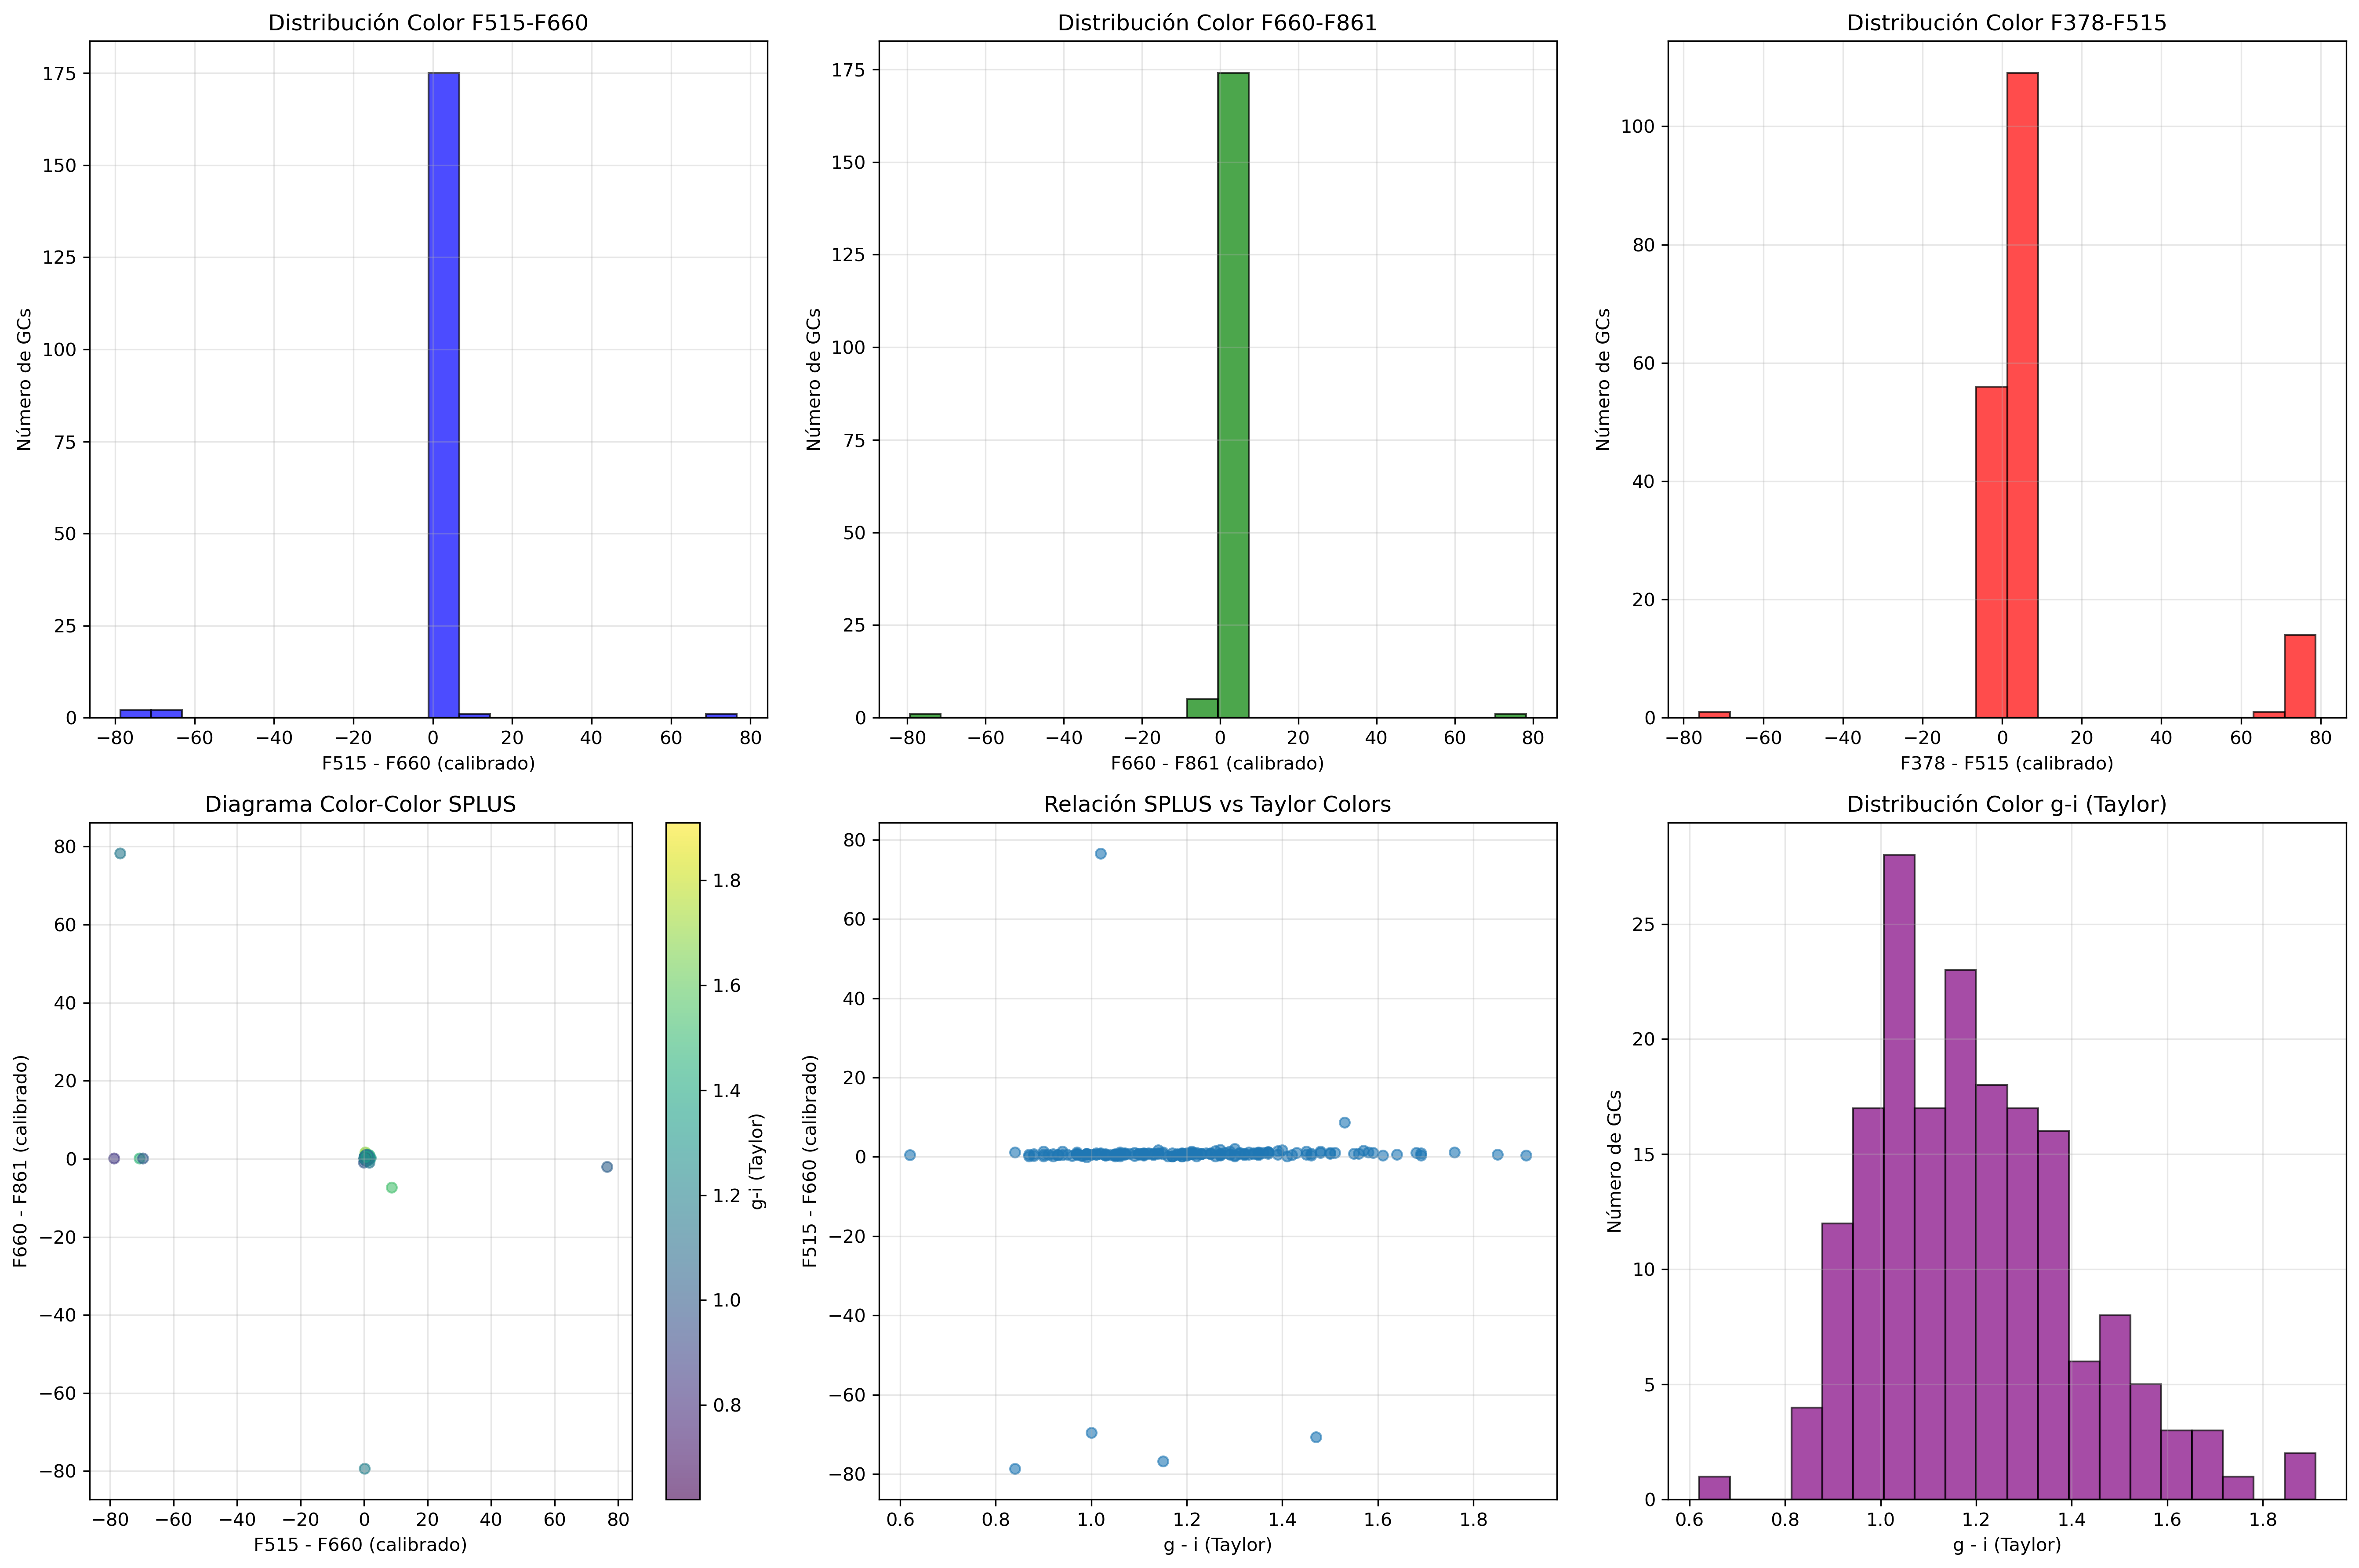 Distribución Color F515-F660
Número de GCs
175
150
125
100
75
50
25
0
−80 −60 −40 −20 0 20 40 60 80
F515 - F660 (calibrado)
Distribución Color F660-F861
Número de GCs
175
150
125
100
75
50
25
0
−80 −60 −40 −20 0 20 40 60 80
F660 - F861 (calibrado)
Distribución Color F378-F515
Número de GCs
100
80
60
40
20
0
−80 −60 −40 −20 0 20 40 60 80
F378 - F515 (calibrado)
Diagrama Color-Color SPLUS
F660 - F861 (calibrado)
80
60
40
20
0
−20
−40
−60
−80
−80 −60 −40 −20 0 20 40 60 80
F515 - F660 (calibrado)
1.8
1.6
1.4
1.2
1.0
0.8
g-i (Taylor)
Relación SPLUS vs Taylor Colors
F515 - F660 (calibrado)
80
60
40
20
0
−20
−40
−60
−80
0.6 0.8 1.0 1.2 1.4 1.6 1.8
g - i (Taylor)
Distribución Color g-i (Taylor)
Número de GCs
25
20
15
10
5
0
0.6 0.8 1.0 1.2 1.4 1.6 1.8
g - i (Taylor)